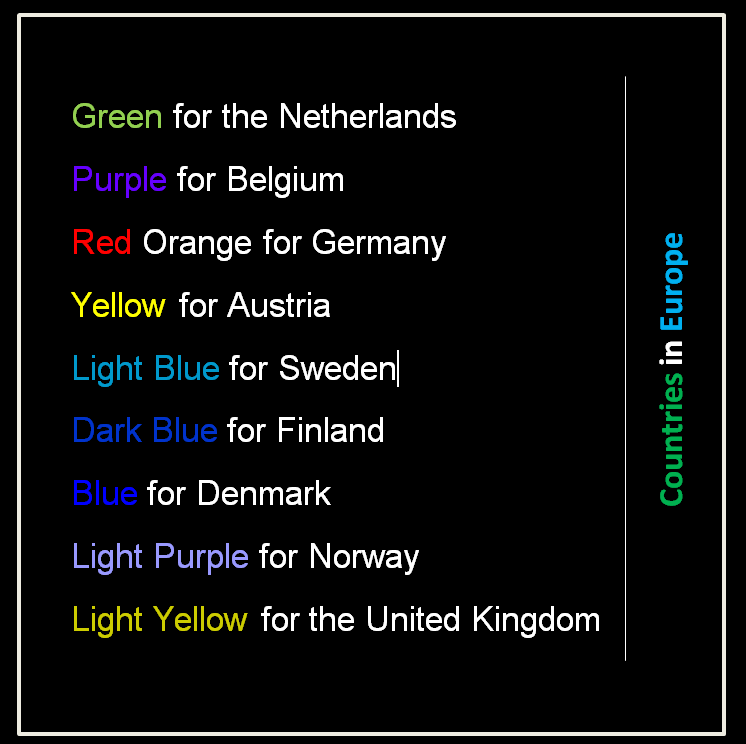 Green for the Netherlands
Purple for Belgium
Red Orange for Germany
Yellow for Austria
Light Blue for Sweden
Dark Blue for Finland
Blue for Denmark
Light Purple for Norway
Light Yellow for the United Kingdom
Countries in Europe